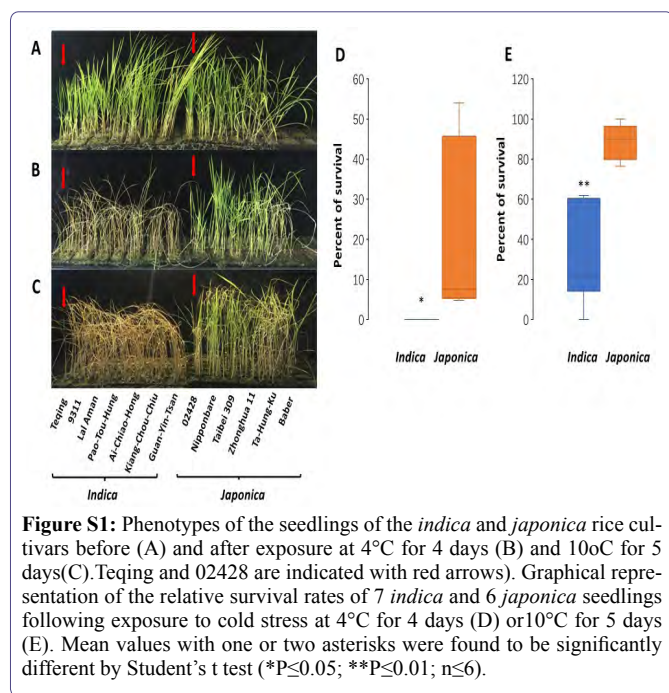 A
B
C
Teqing
9311
Lal Aman
Pao-Tou-Hung
Ai-Chiao-Hong
Kiang-Chou-Chiu
Guan-Yin-Tsan
02428
Nipponbare
Taibei 309
Zhonghua 11
Ta-Hung-Ku
Baber
Indica
Japonica
D
Percent of survival
60
50
40
30
20
10
0
*
Indica
Japonica
E
Percent of survival
120
100
80
60
40
20
0
**
Indica
Japonica
Figure S1: Phenotypes of the seedlings of the indica and japonica rice cul-
tivars before (A) and after exposure at 4°C for 4 days (B) and 10oC for 5
days(C).Teqing and 02428 are indicated with red arrows). Graphical repre-
sentation of the relative survival rates of 7 indica and 6 japonica seedlings
following exposure to cold stress at 4°C for 4 days (D) or10°C for 5 days
(E). Mean values with one or two asterisks were found to be significantly
different by Student's t test (*P≤0.05; **P≤0.01; n≤6).